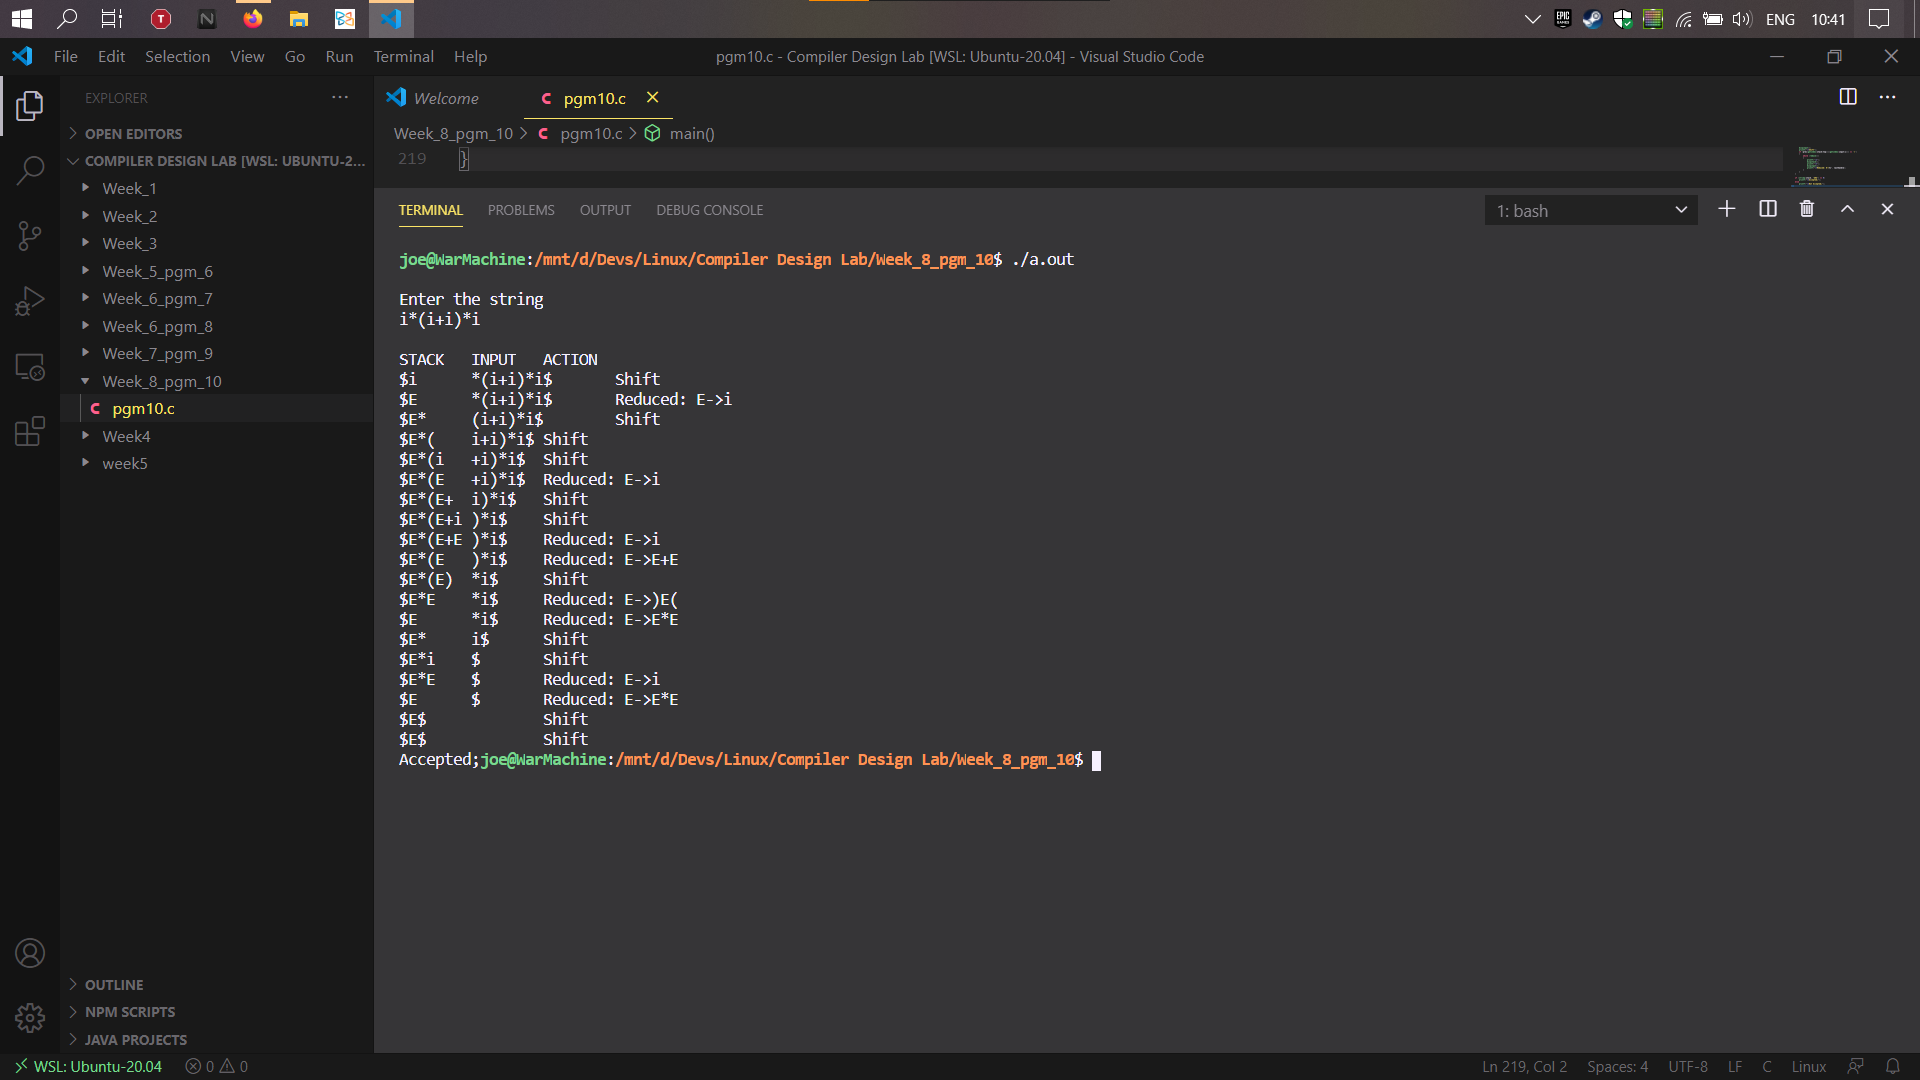 ENG 10:41
File Edit Selection View Go Run Terminal Help pgm10.c - Compiler Design Lab [WSL: Ubuntu-20.04] - Visual Studio Code
EXPLORER
Welcome C pgm10.c
OPEN EDITORS
Week_8_pgm_10 > C pgm10.c > main()
COMPILER DESIGN LAB [WSL: UBUNTU-2...
219 }
Week_1
Week_2
Week_3
Week_5_pgm_6
Week_6_pgm_7
Week_6_pgm_8
Week_7_pgm_9
Week_8_pgm_10
C pgm10.c
Week4
week5
OUTLINE
NPM SCRIPTS
JAVA PROJECTS
TERMINAL PROBLEMS OUTPUT DEBUG CONSOLE 1: bash
joe@WarMachine:/mnt/d/Devs/Linux/Compiler Design Lab/Week_8_pgm_10$ ./a.out
Enter the string
i*(i+i)*i
STACK INPUT ACTION
$i *(i+i)*i$ Shift
$E *(i+i)*i$ Reduced: E->i
$E* (i+i)*i$ Shift
$E*( i+i)*i$ Shift
$E*(i +i)*i$ Shift
$E*(E +i)*i$ Reduced: E->i
$E*(E+ i)*i$ Shift
$E*(E+i )*i$ Shift
$E*(E+E )*i$ Reduced: E->i
$E*(E )*i$ Reduced: E->E+E
$E*(E) *i$ Shift
$E*E *i$ Reduced: E->)E(
$E *i$ Reduced: E->E*E
$E* i$ Shift
$E*i $ Shift
$E*E $ Reduced: E->i
$E $ Reduced: E->E*E
$E$ Shift
$E$ Shift
Accepted;joe@WarMachine:/mnt/d/Devs/Linux/Compiler Design Lab/Week_8_pgm_10$
WSL: Ubuntu-20.04 0 0 Ln 219, Col 2 Spaces: 4 UTF-8 LF C Linux